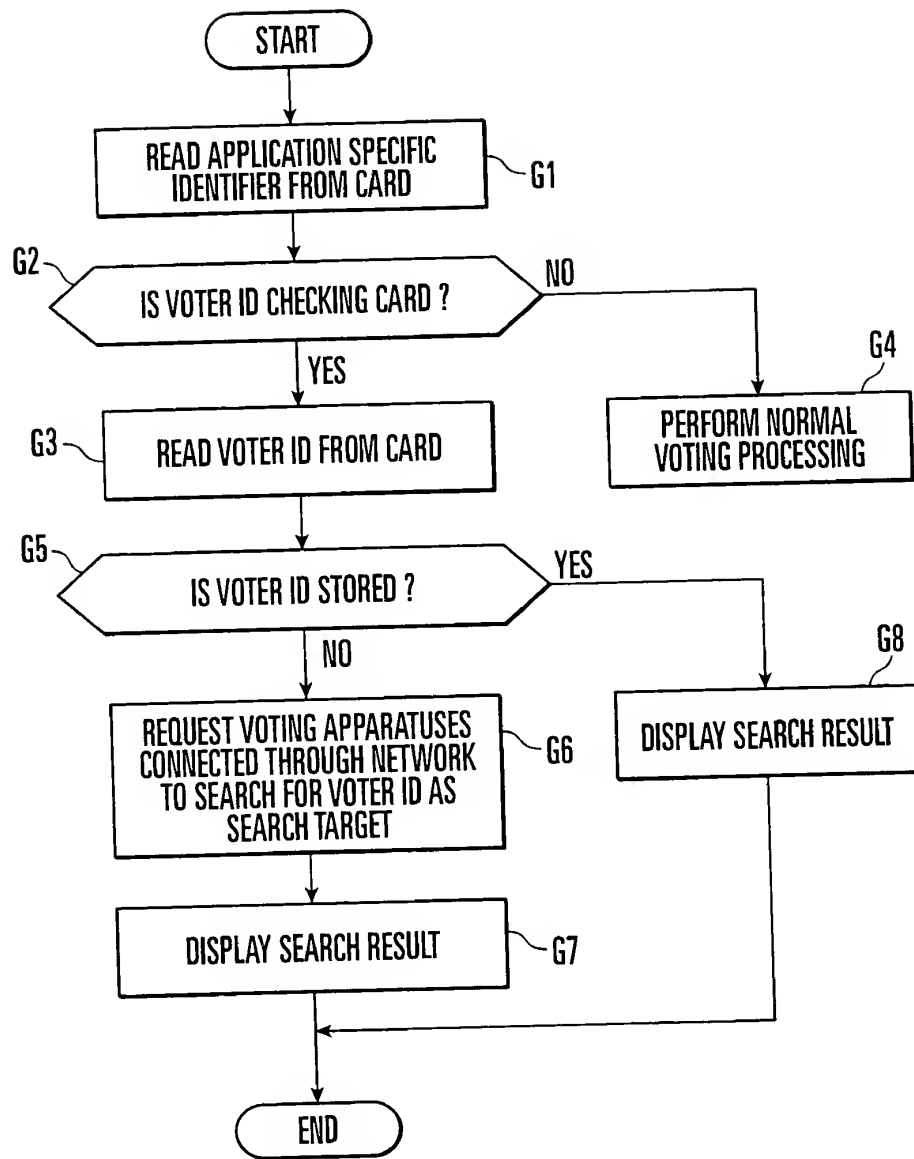 START
READ APPLICATION SPECIFIC
IDENTIFIER FROM CARD
G1
G2
IS VOTER ID CHECKING CARD ?
NO
YES
G4
PERFORM NORMAL
VOTING PROCESSING
G3
READ VOTER ID FROM CARD
G5
IS VOTER ID STORED ?
YES
NO
G8
DISPLAY SEARCH RESULT
REQUEST VOTING APPARATUSES
CONNECTED THROUGH NETWORK
TO SEARCH FOR VOTER ID AS
SEARCH TARGET
G6
DISPLAY SEARCH RESULT
G7
END